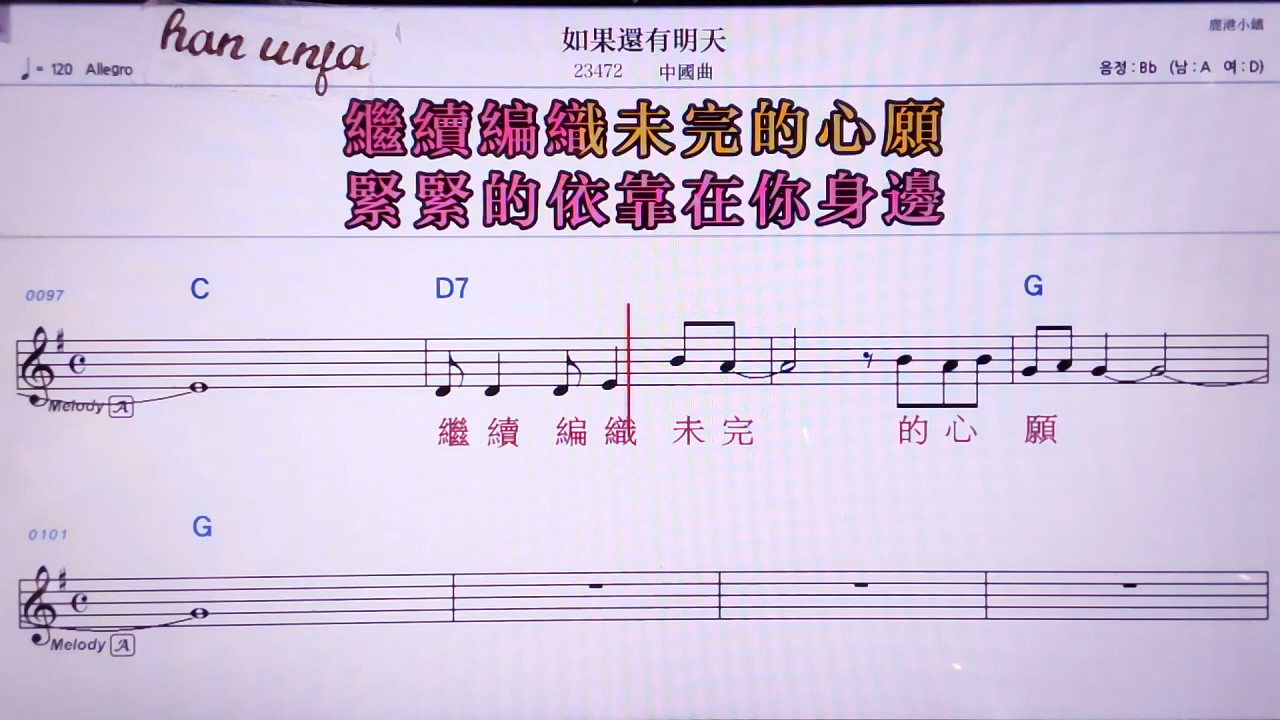 han unfa
如果還有明天
鹿港小鎮
♩= 120 Allegro
23472 中國曲
음정 : Bb (남 : A 여 : D)
繼續編織未完的心願
緊緊的依靠在你身邊
0097 C D7 G
Melody A
繼 續 編 織 未 完 的 心 願
0101 G
Melody A